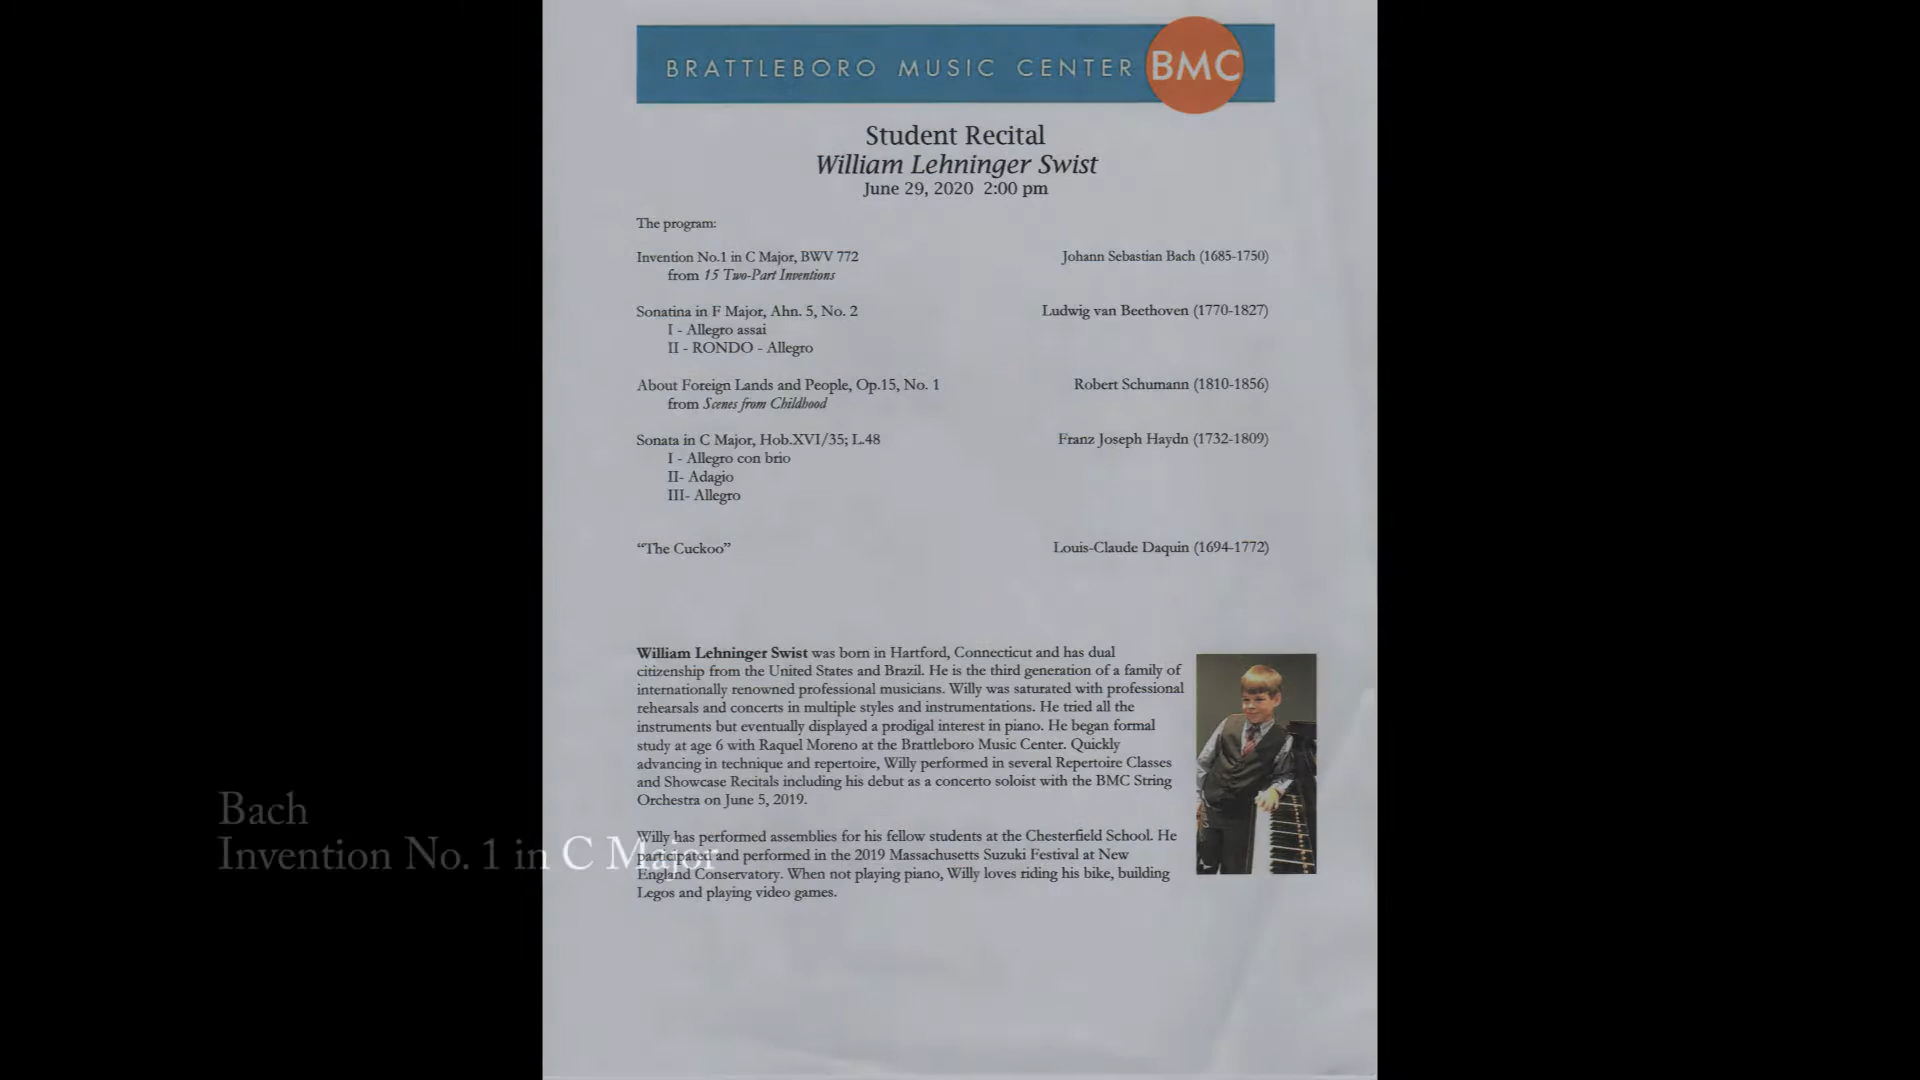 BRATTLEBORO MUSIC CENTER BMC
Student Recital
William Lehninger Swist
June 29, 2020 2:00 pm
The program:
Invention No.1 in C Major, BWV 772 Johann Sebastian Bach (1685-1750)
from 15 Two-Part Inventions
Sonatina in F Major, Ahn. 5, No. 2 Ludwig van Beethoven (1770-1827)
I - Allegro assai
II - RONDO - Allegro
About Foreign Lands and People, Op.15, No. 1 Robert Schumann (1810-1856)
from Scenes from Childhood
Sonata in C Major, Hob.XVI/35; L.48 Franz Joseph Haydn (1732-1809)
I - Allegro con brio
II- Adagio
III- Allegro
“The Cuckoo” Louis-Claude Daquin (1694-1772)
William Lehninger Swist was born in Hartford, Connecticut and has dual
citizenship from the United States and Brazil. He is the third generation of a family of
internationally renowned professional musicians. Willy was saturated with professional
rehearsals and concerts in multiple styles and instrumentations. He tried all the
instruments but eventually displayed a prodigal interest in piano. He began formal
study at age 6 with Raquel Moreno at the Brattleboro Music Center. Quickly
advancing in technique and repertoire, Willy performed in several Repertoire Classes
and Showcase Recitals including his debut as a concerto soloist with the BMC String
Orchestra on June 5, 2019.
Willy has performed assemblies for his fellow students at the Chesterfield School. He
participated and performed in the 2019 Massachusetts Suzuki Festival at New
England Conservatory. When not playing piano, Willy loves riding his bike, building
Legos and playing video games.
Bach
Invention No. 1 in C Major